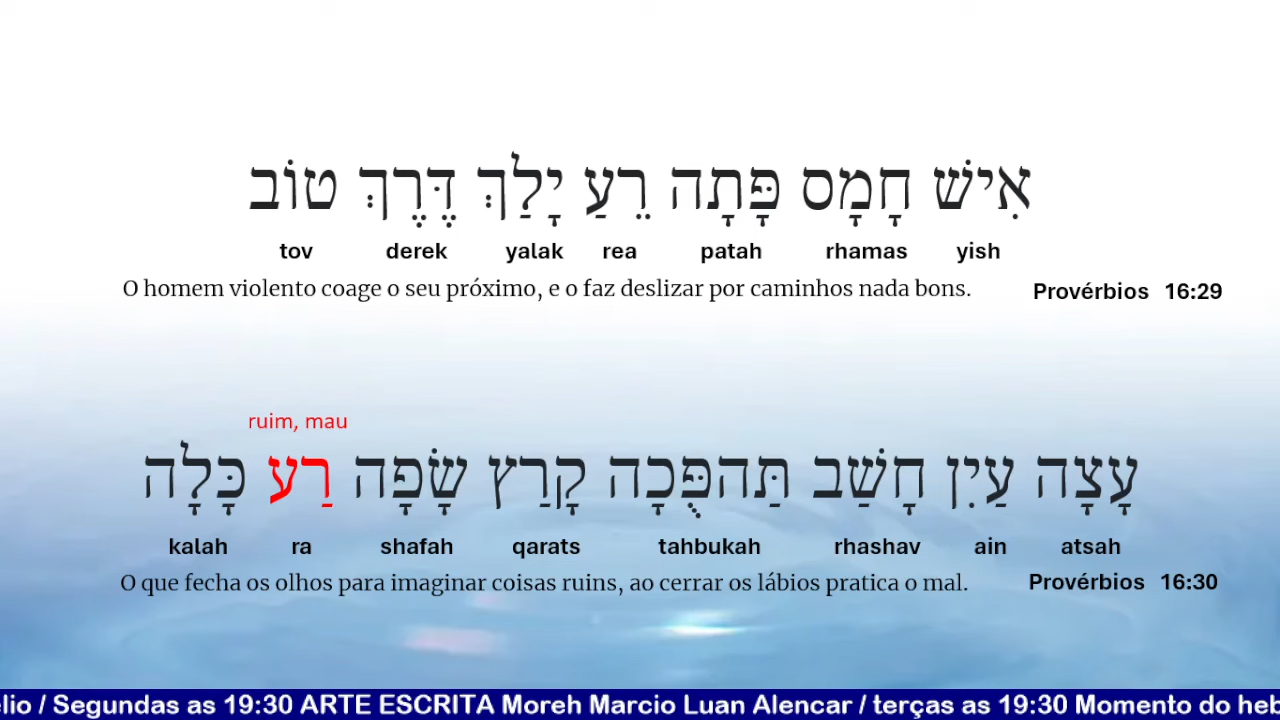 אִישׁ חָמָס פָּתָה רֵעַ יָלַךְ דֶּרֶךְ טוֹב
tov derek yalak rea patah rhamas yish
O homem violento coage o seu próximo, e o faz deslizar por caminhos nada bons. Provérbios 16:29
ruim, mau
עָצָה עַיִן חָשַׁב תַּהפֻּכָה קָרַץ שָׂפָה רַע כָּלָה
kalah ra shafah qarats tahbukah rhashav ain atsah
O que fecha os olhos para imaginar coisas ruins, ao cerrar os lábios pratica o mal. Provérbios 16:30
élio / Segundas as 19:30 ARTE ESCRITA Moreh Marcio Luan Alencar / terças as 19:30 Momento do heb